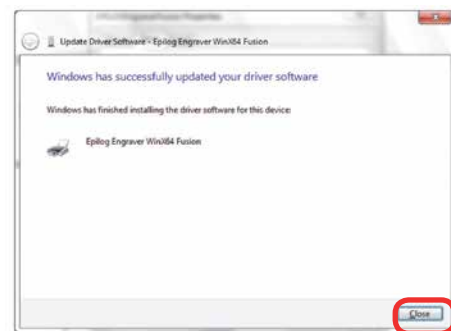 Update Driver Software - Epilog Engraver WinX64 Fusion
Windows has successfully updated your driver software
Windows has finished installing the driver software for this device:
Epilog Engraver WinX64 Fusion
Close